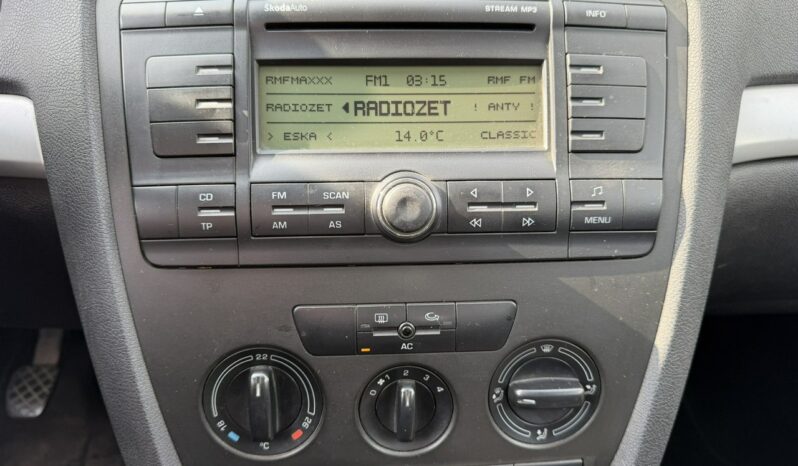 SkodaAuto STREAM MP3 INFO
RMFMAXXX FM1 03:15 RMF FM
RADIOZET RADIOZET ! ANTY !
> ESKA < 14.0°C CLASSIC
CD FM SCAN
TP AM AS MENU
AC
22
18 °C 26
0 1 2 3 4